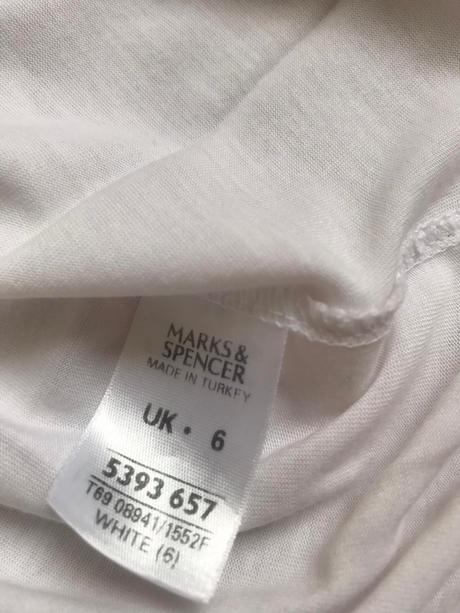 MARKS &
SPENCER
MADE IN TURKEY
UK • 6
5393 657
T69 08941/1552F
WHITE (6)